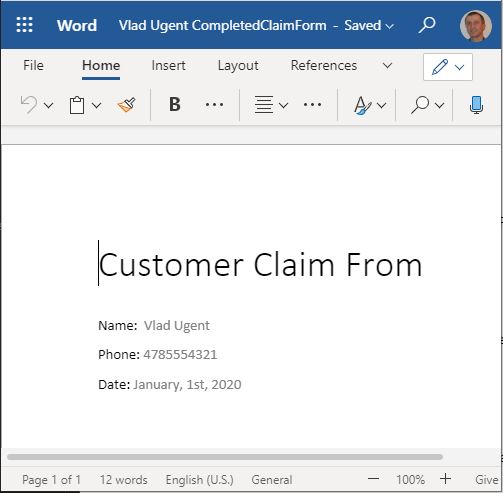 Word Vlad Ugent CompletedClaimForm - Saved
File Home Insert Layout References
B
Customer Claim From
Name: Vlad Ugent
Phone: 4785554321
Date: January, 1st, 2020
Page 1 of 1 12 words English (U.S.) General 100% Give